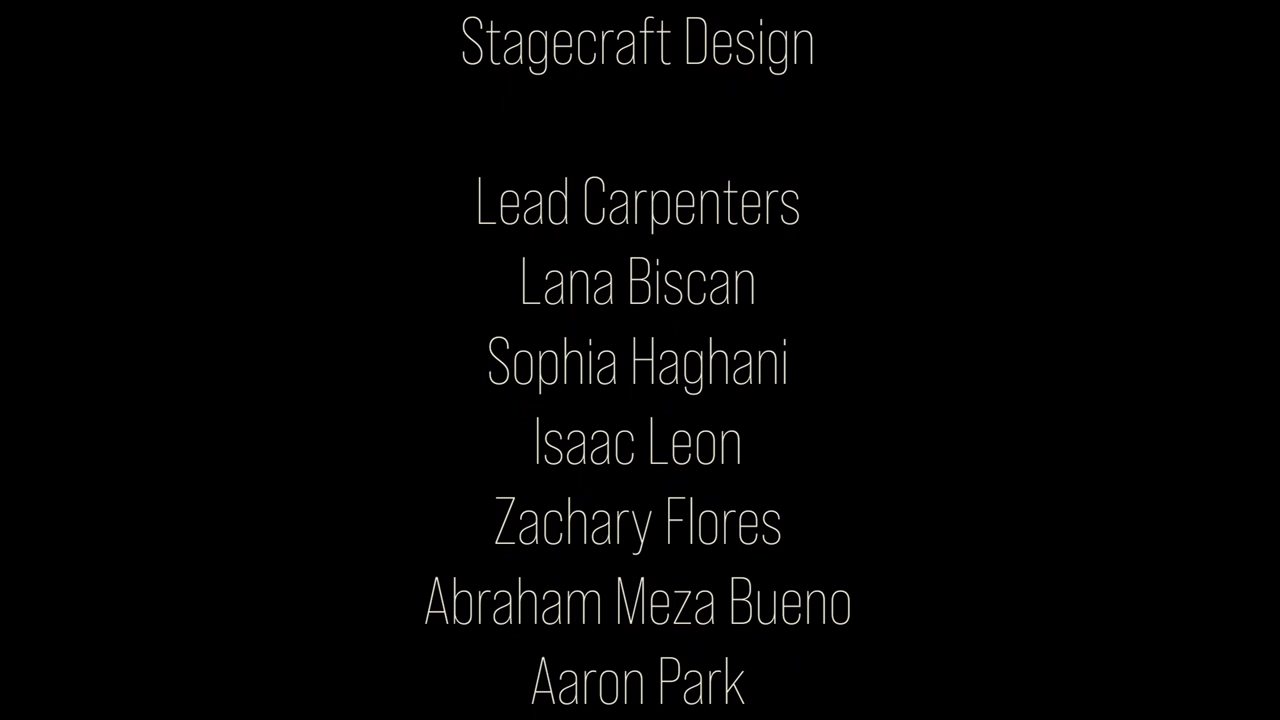 Stagecraft Design
Lead Carpenters
Lana Biscan
Sophia Haghani
Isaac Leon
Zachary Flores
Abraham Meza Bueno
Aaron Park